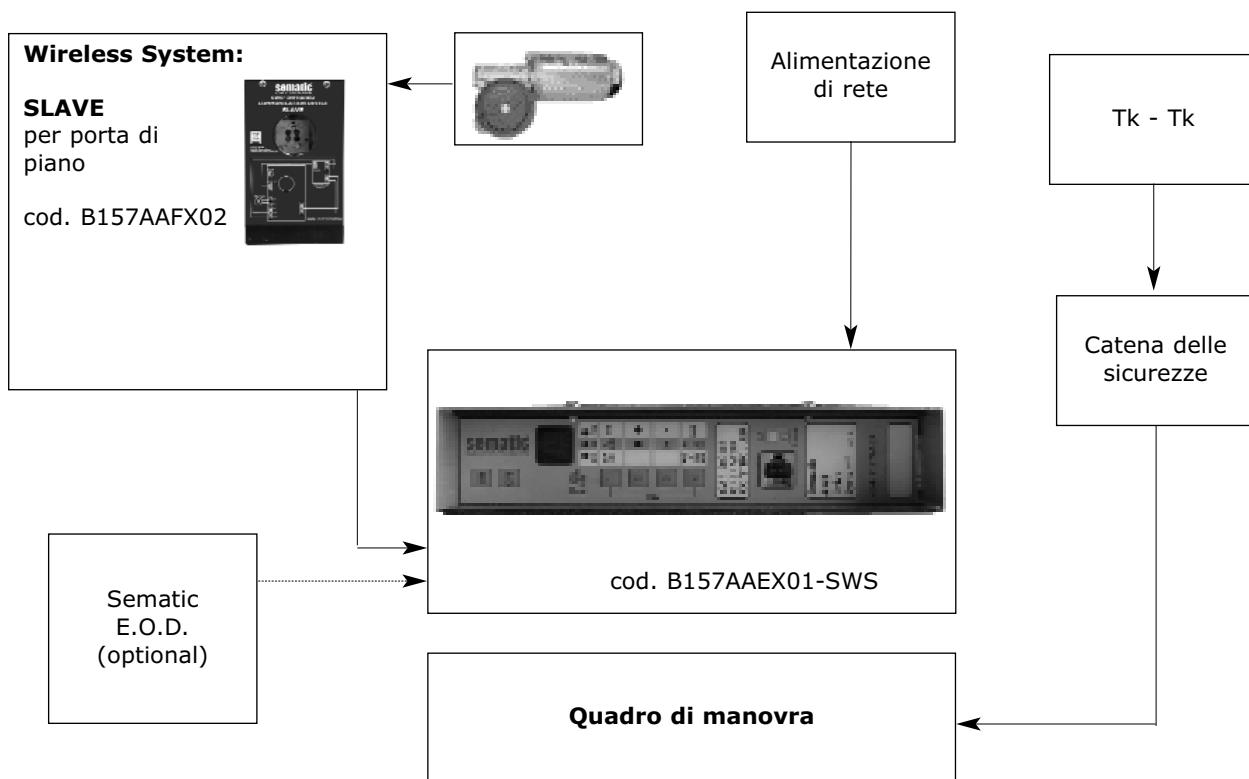 Wireless System:
SLAVE
per porta di
piano
cod. B157AAFX02
sematic
SLAVE
Alimentazione
di rete
Tk - Tk
Catena delle
sicurezze
sematic
cod. B157AAEX01-SWS
Sematic
E.O.D.
(optional)
Quadro di manovra